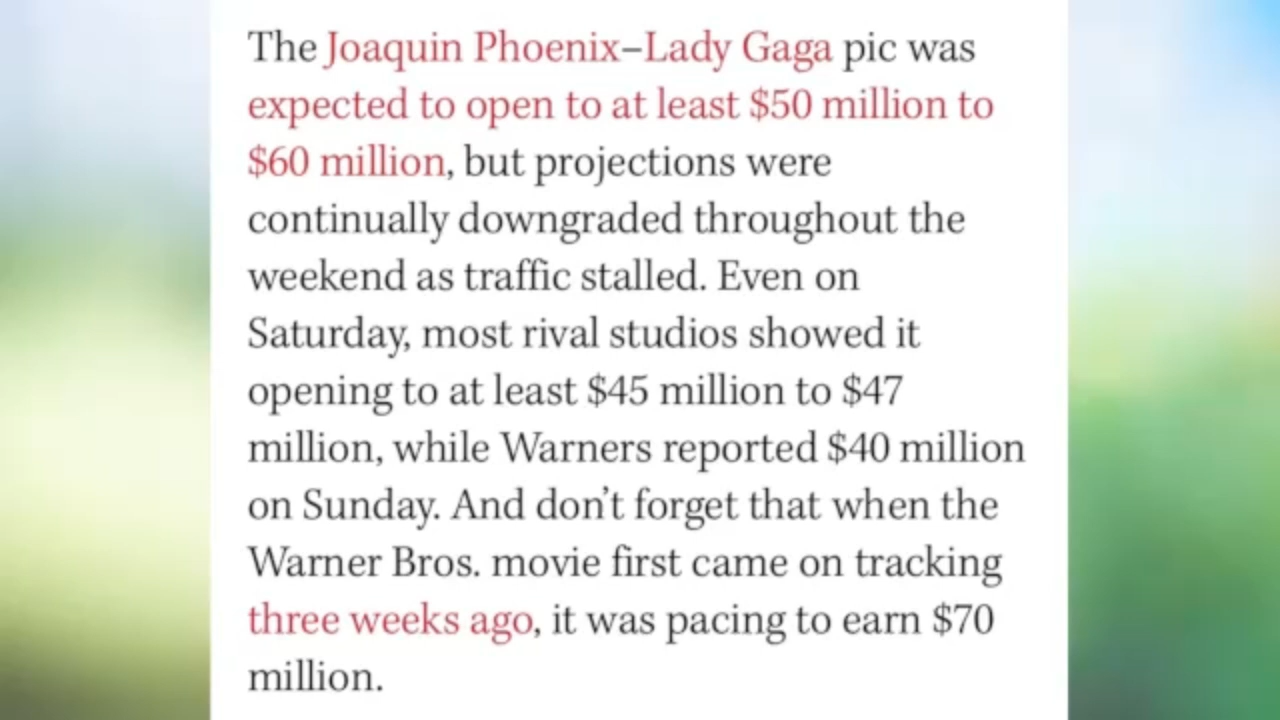 The Joaquin Phoenix–Lady Gaga pic was
expected to open to at least $50 million to
$60 million, but projections were
continually downgraded throughout the
weekend as traffic stalled. Even on
Saturday, most rival studios showed it
opening to at least $45 million to $47
million, while Warners reported $40 million
on Sunday. And don’t forget that when the
Warner Bros. movie first came on tracking
three weeks ago, it was pacing to earn $70
million.